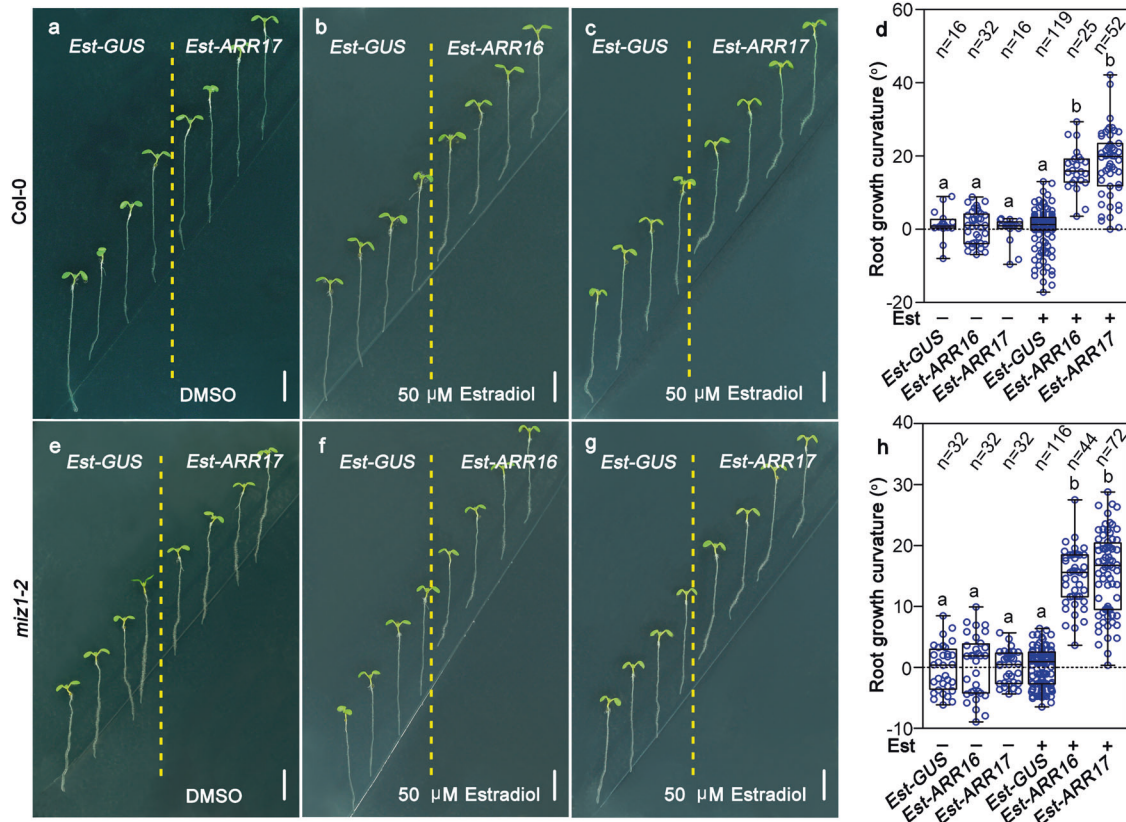 a
Est-GUS
Est-ARR17
DMSO
b
Est-GUS
Est-ARR16
50 μM Estradiol
c
Est-GUS
Est-ARR17
50 μM Estradiol
Col-0
d
n=16
n=32
n=16
n=119
n=25
n=52
60
40
20
0
-20
Root growth curvature (°)
a
a
a
a
b
b
Est
–
–
–
+
+
+
Est-GUS
Est-ARR16
Est-ARR17
Est-GUS
Est-ARR16
Est-ARR17
e
Est-GUS
Est-ARR17
DMSO
f
Est-GUS
Est-ARR16
50 μM Estradiol
g
Est-GUS
Est-ARR17
50 μM Estradiol
miz1-2
h
n=32
n=32
n=32
n=116
n=44
n=72
40
30
20
10
0
-10
Root growth curvature (°)
a
a
a
a
b
b
Est
–
–
–
+
+
+
Est-GUS
Est-ARR16
Est-ARR17
Est-GUS
Est-ARR16
Est-ARR17